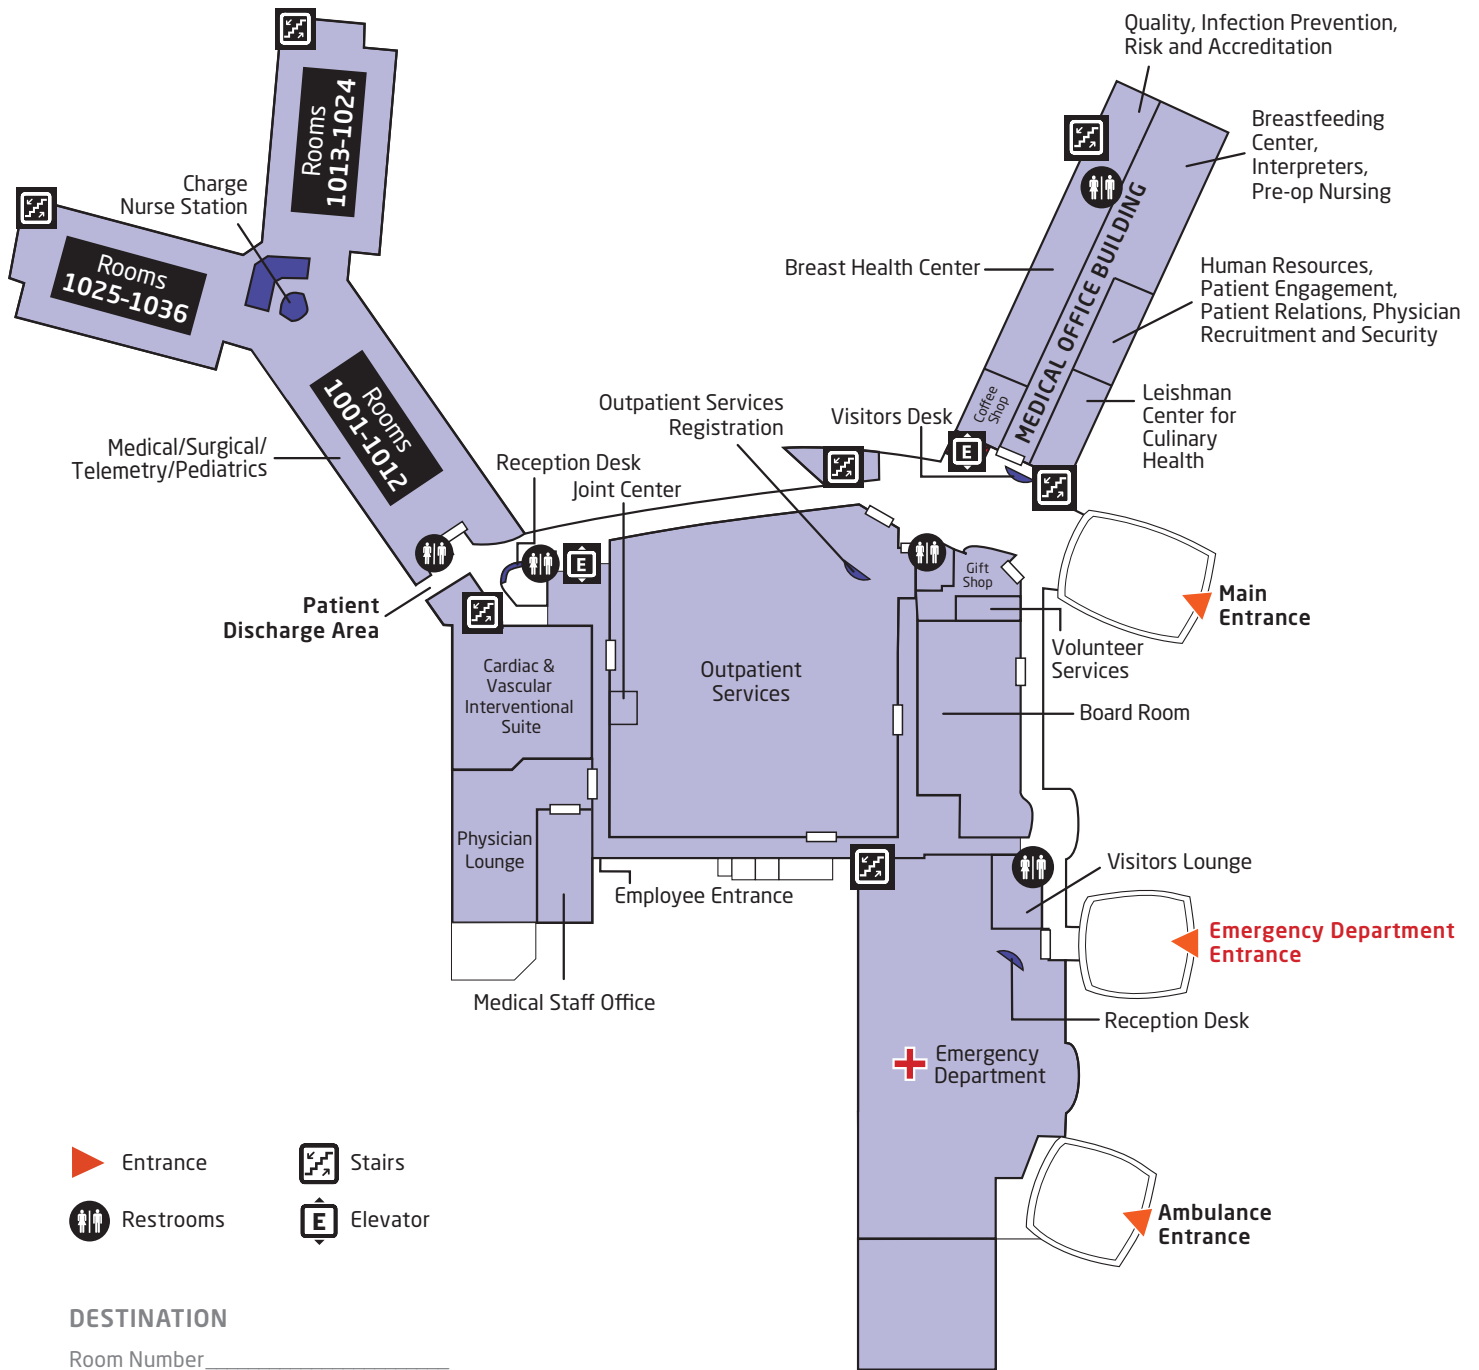 Quality, Infection Prevention,
Risk and Accreditation
Breastfeeding
Center,
Interpreters,
Pre-op Nursing
Rooms
1013-1024
Charge
Nurse Station
Rooms
1025-1036
MEDICAL OFFICE BUILDING
Breast Health Center
Human Resources,
Patient Engagement,
Patient Relations, Physician
Recruitment and Security
Rooms
1001-1012
Coffee
Shop
Leishman
Center for
Culinary
Health
Outpatient Services
Registration
Visitors Desk
E
Medical/Surgical/
Telemetry/Pediatrics
Reception Desk
Joint Center
E
Gift
Shop
Patient
Discharge Area
Main
Entrance
Volunteer
Services
Cardiac &
Vascular
Interventional
Suite
Outpatient
Services
Board Room
Physician
Lounge
Visitors Lounge
Employee Entrance
Emergency Department
Entrance
Medical Staff Office
Reception Desk
Emergency
Department
Entrance
Stairs
Restrooms
E
Elevator
Ambulance
Entrance
DESTINATION
Room Number